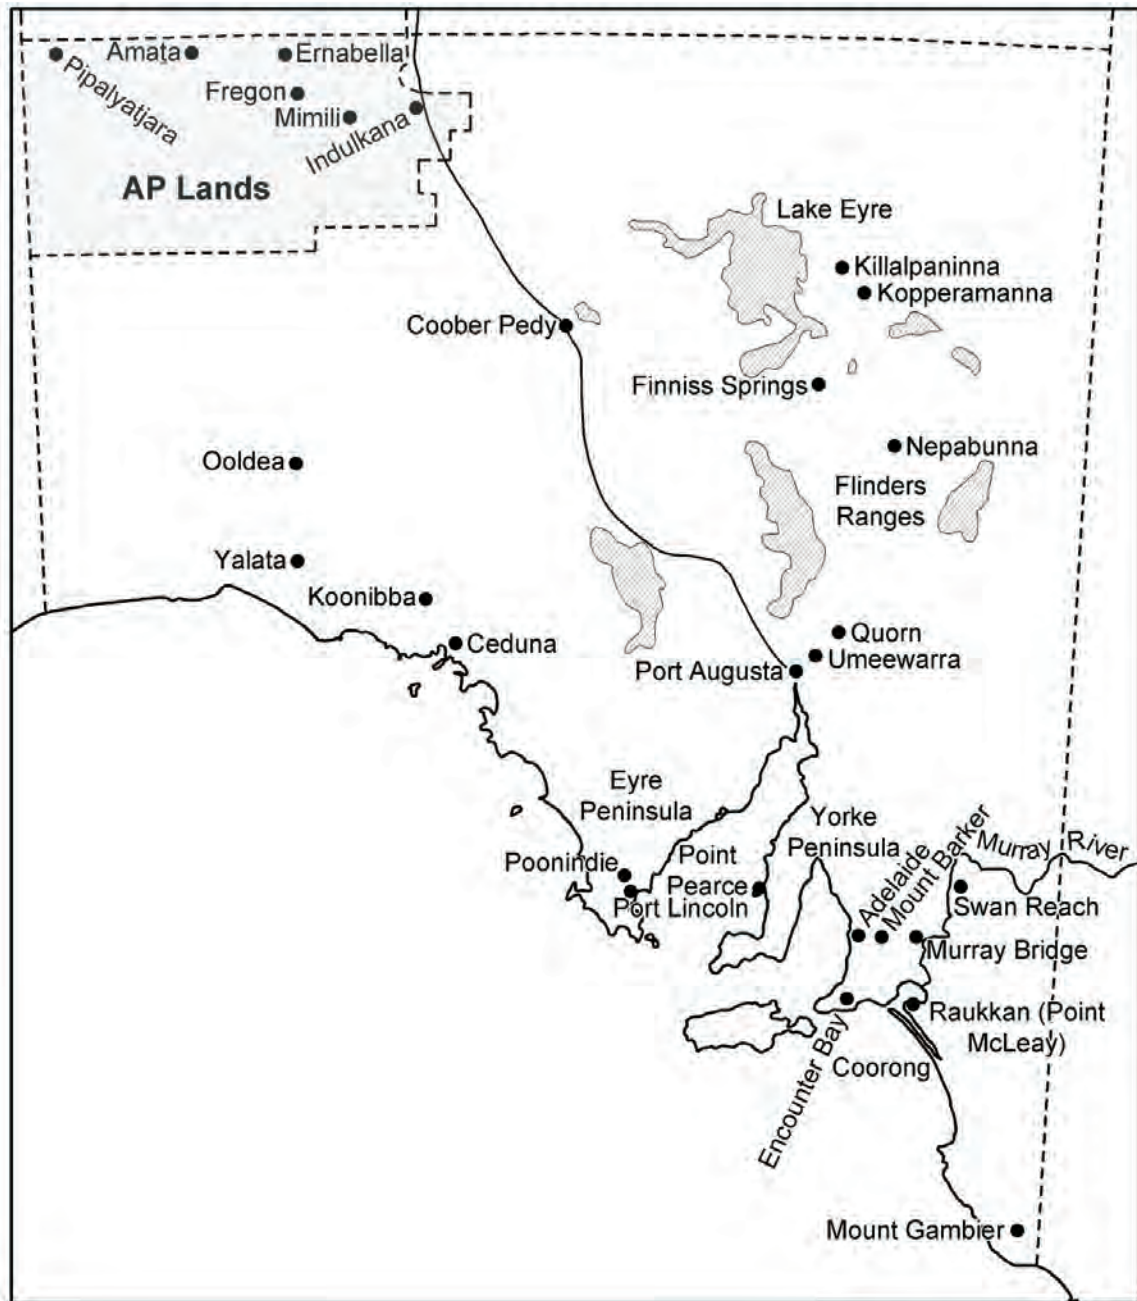 Amata
Ernabella
Pipalyatjara
Fregon
Mimili
Indulkana
AP Lands
Lake Eyre
Killalpaninna
Kopperamanna
Coober Pedy
Finniss Springs
Nepabunna
Ooldea
Flinders
Ranges
Yalata
Koonibba
Quorn
Ceduna
Umeewarra
Port Augusta
Eyre
Peninsula
Yorke
Peninsula
Adelaide
Mount Barker
Murray River
Poonindie
Point
Pearce
Port Lincoln
Swan Reach
Murray Bridge
Raukkan (Point
McLeay)
Encounter Bay
Coorong
Mount Gambier